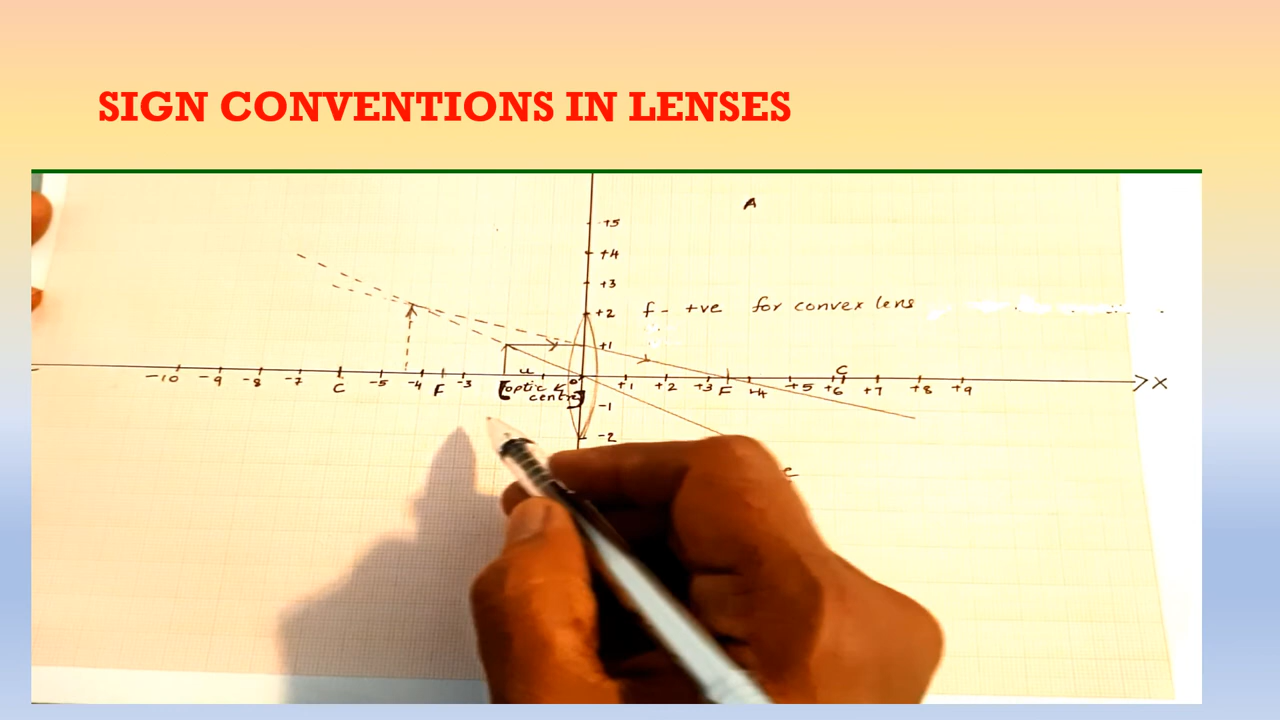 SIGN CONVENTIONS IN LENSES
A
+5
+4
+3
+2
f - +ve for convex lens
+1
u
C
-10 -9 -8 -7 C -5 -4 F -3 0 +1 +2 +3 F +4 +5 +6 +7 +8 +9 X
optic
centre
-1
-2